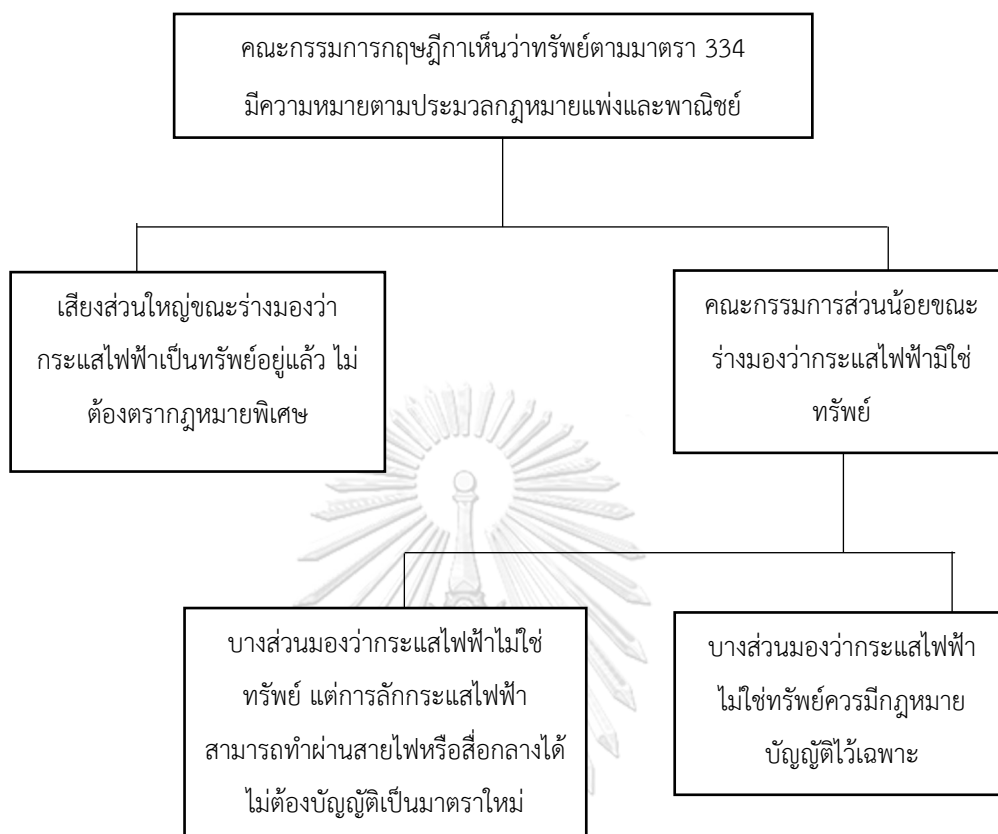 คณะกรรมการกฤษฎีกาเห็นว่าทรัพย์ตามมาตรา 334
มีความหมายตามประมวลกฎหมายแพ่งและพาณิชย์
เสียงส่วนใหญ่ขณะร่างมองว่า
กระแสไฟฟ้าเป็นทรัพย์อยู่แล้ว ไม่
ต้องตรากฎหมายพิเศษ
คณะกรรมการส่วนน้อยขณะ
ร่างมองว่ากระแสไฟฟ้ามิใช่
ทรัพย์
บางส่วนมองว่ากระแสไฟฟ้าไม่ใช่
ทรัพย์ แต่การลักกระแสไฟฟ้า
สามารถทำผ่านสายไฟหรือสื่อกลางได้
ไม่ต้องบัญญัติเป็นมาตราใหม่
บางส่วนมองว่ากระแสไฟฟ้า
ไม่ใช่ทรัพย์ควรมีกฎหมาย
บัญญัติไว้เฉพาะ